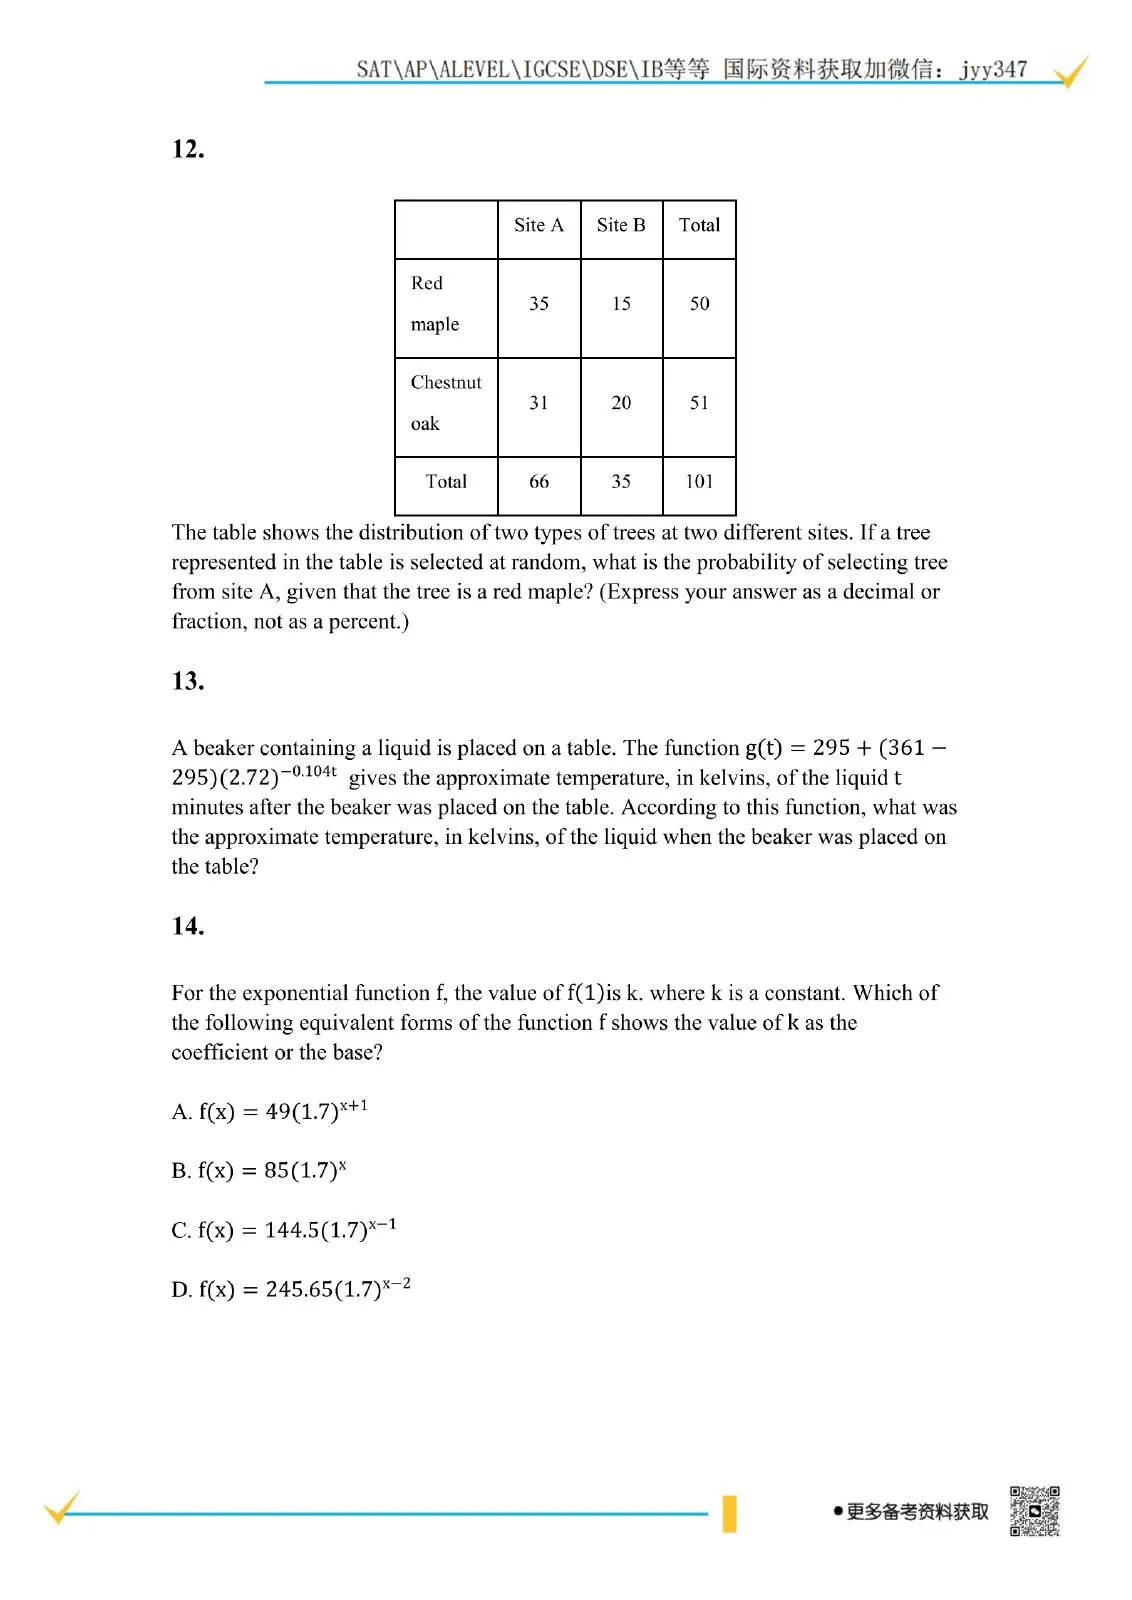 SAT\AP\ALEVEL\IGCSE\DSE\IB等等 国际资料获取加微信：jyy347
12.
Site A Site B Total
Red maple 35 15 50
Chestnut oak 31 20 51
Total 66 35 101
The table shows the distribution of two types of trees at two different sites. If a tree
represented in the table is selected at random, what is the probability of selecting tree
from site A, given that the tree is a red maple? (Express your answer as a decimal or
fraction, not as a percent.)
13.
A beaker containing a liquid is placed on a table. The function g(t) = 295 + (361 −
295)(2.72)^−0.104t gives the approximate temperature, in kelvins, of the liquid t
minutes after the beaker was placed on the table. According to this function, what was
the approximate temperature, in kelvins, of the liquid when the beaker was placed on
the table?
14.
For the exponential function f, the value of f(1)is k. where k is a constant. Which of
the following equivalent forms of the function f shows the value of k as the
coefficient or the base?
A. f(x) = 49(1.7)^x+1
B. f(x) = 85(1.7)^x
C. f(x) = 144.5(1.7)^x−1
D. f(x) = 245.65(1.7)^x−2
●更多备考资料获取